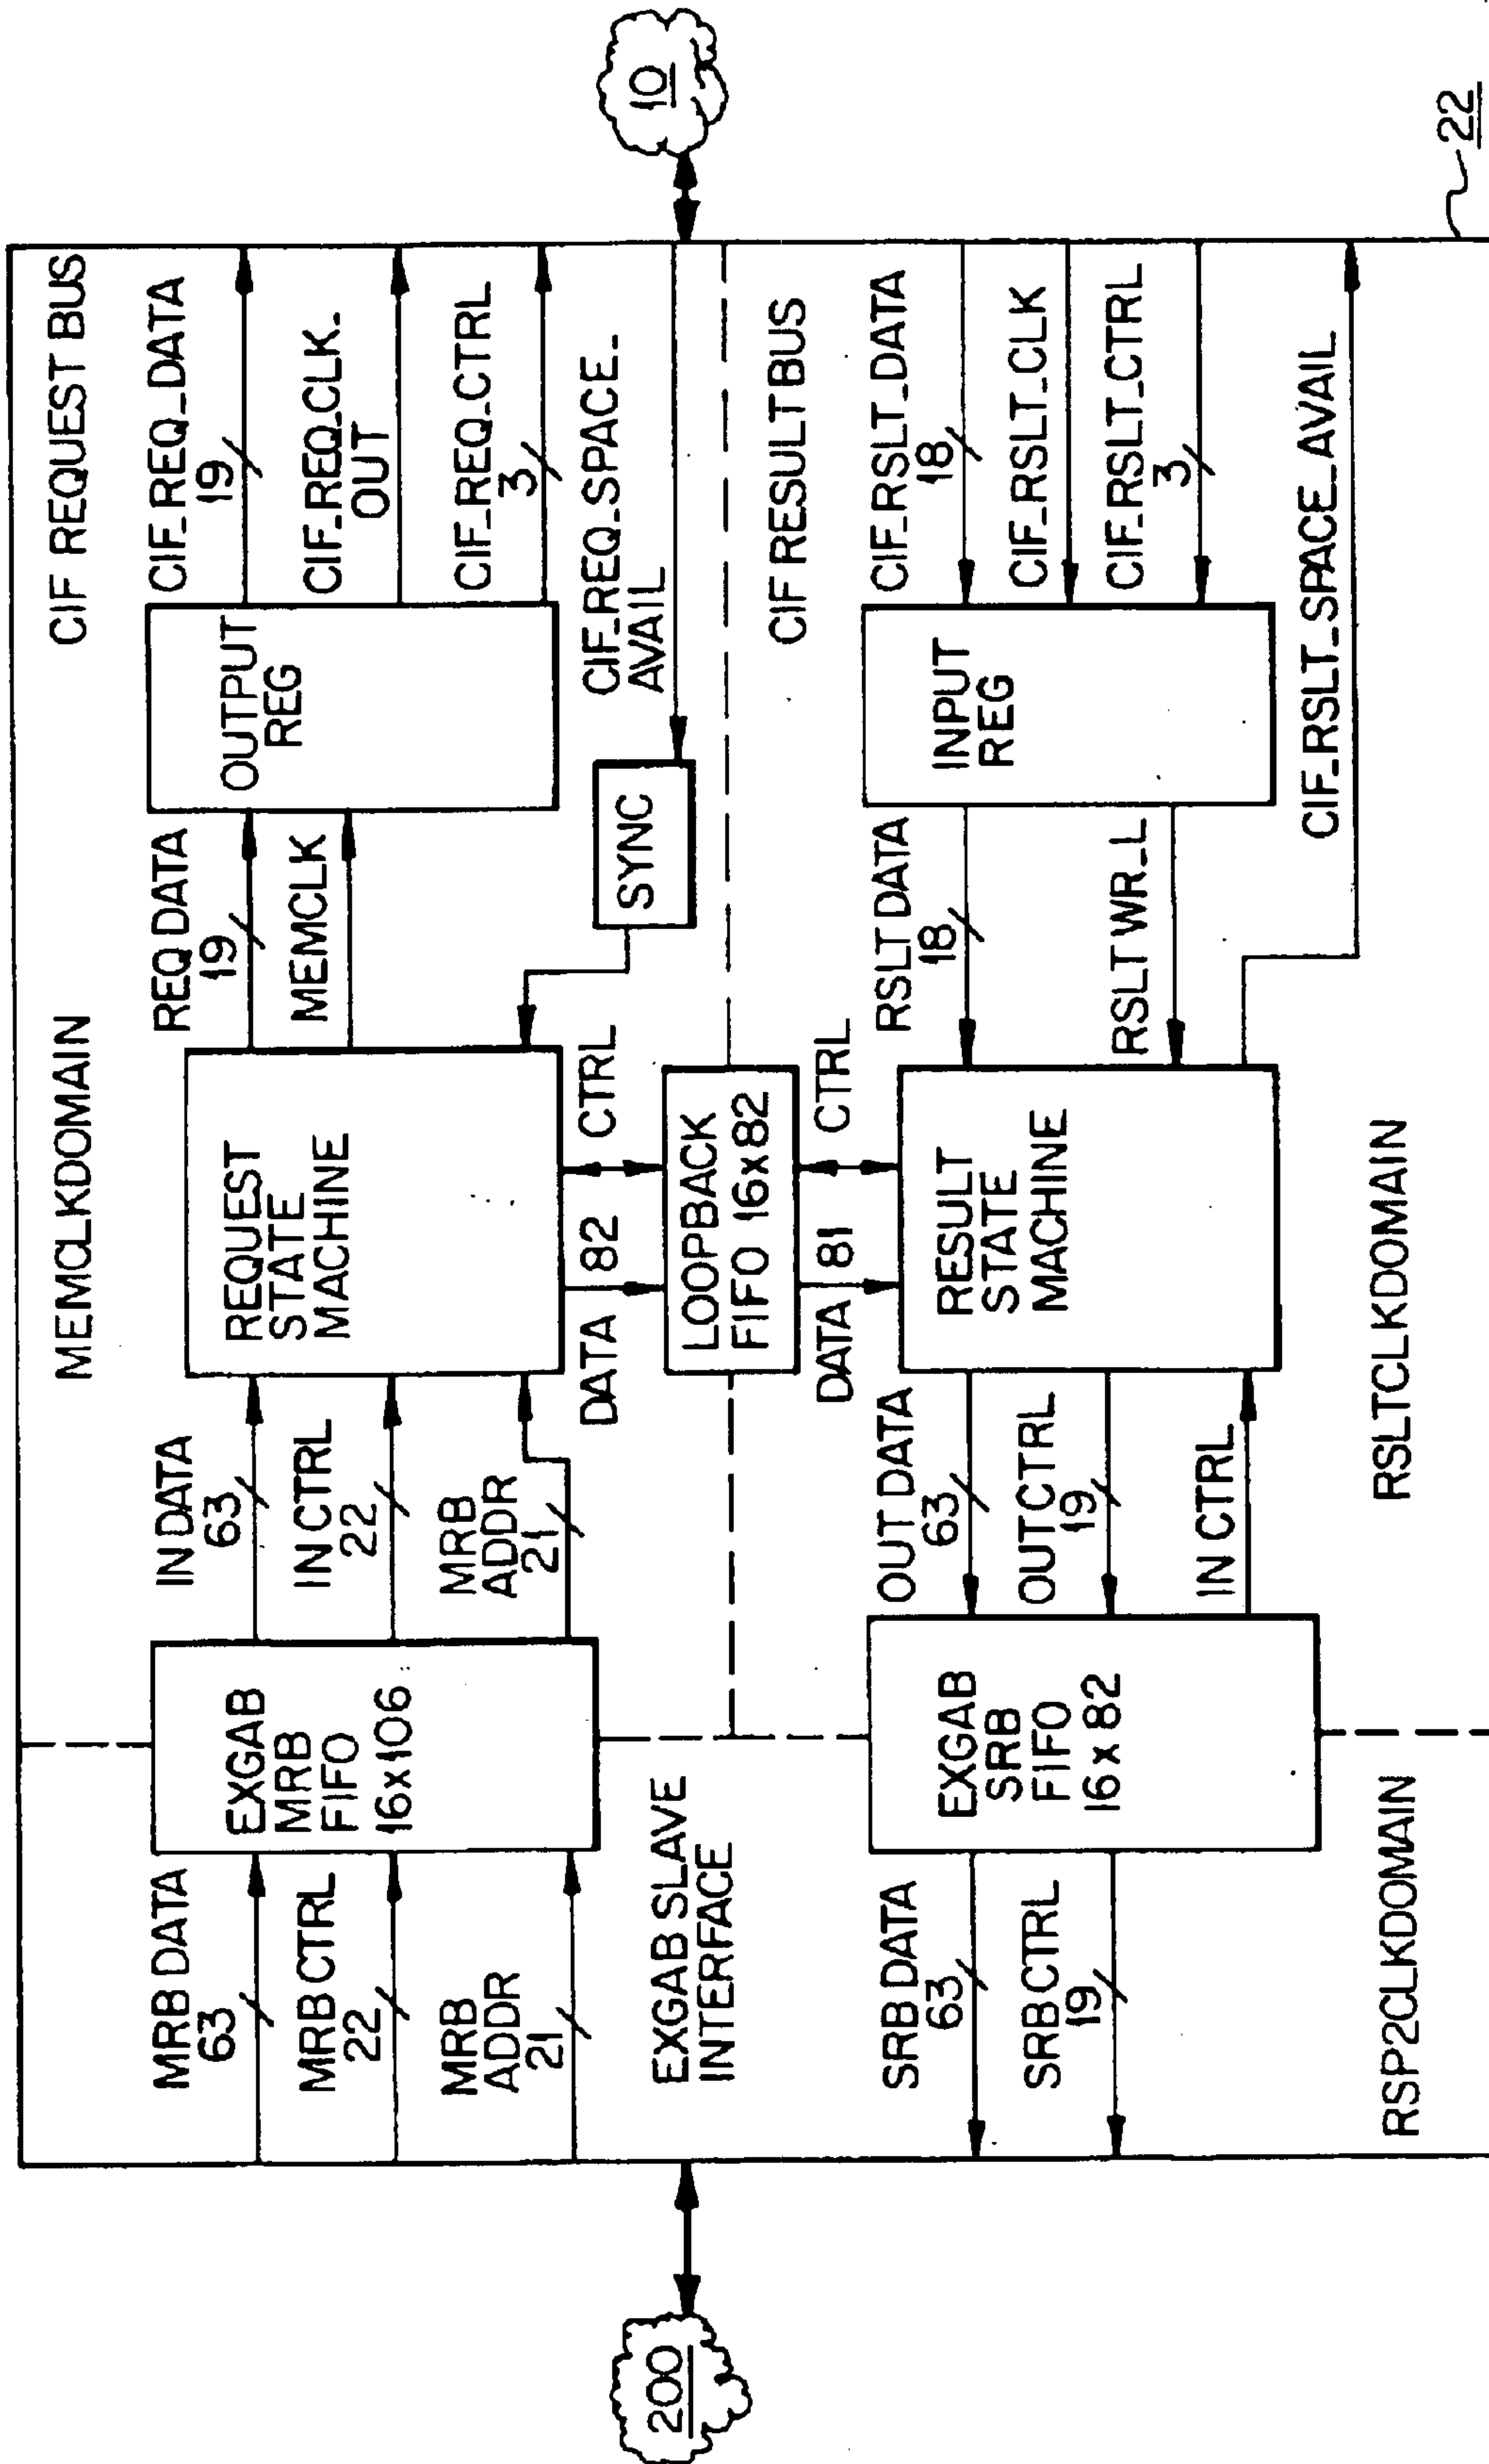 MEMCLKDOMAIN
CIF REQUEST BUS
MRB DATA
63
MRB CTRL
22
MRB
ADDR
21
EXGAB
MRB
FIFO
16x106
IN DATA
63
IN CTRL
22
MRB
ADDR
21
REQUEST
STATE
MACHINE
REQ DATA
19
MEMCLK
OUTPUT
REG
CIF_REQ_DATA
19
CIF_REQ_CLK_
OUT
CIF_REQ_CTRL
3
CIF_REQ_SPACE_
AVAIL
SYNC
DATA 82
CTRL
200
EXGAB SLAVE
INTERFACE
LOOPBACK
FIFO 16x82
10
CIF RESULT BUS
DATA 81
CTRL
SRB DATA
63
SRB CTRL
19
EXGAB
SRB
FIFO
16x82
OUT DATA
63
OUT CTRL
19
IN CTRL
RESULT
STATE
MACHINE
RSLT DATA
18
RSLT WR_L
INPUT
REG
CIF_RSLT_DATA
18
CIF_RSLT_CLK
CIF_RSLT_CTRL
3
CIF_RSLT_SPACE_AVAIL
RSP2CLKDOMAIN
RSLTCLKDOMAIN
22